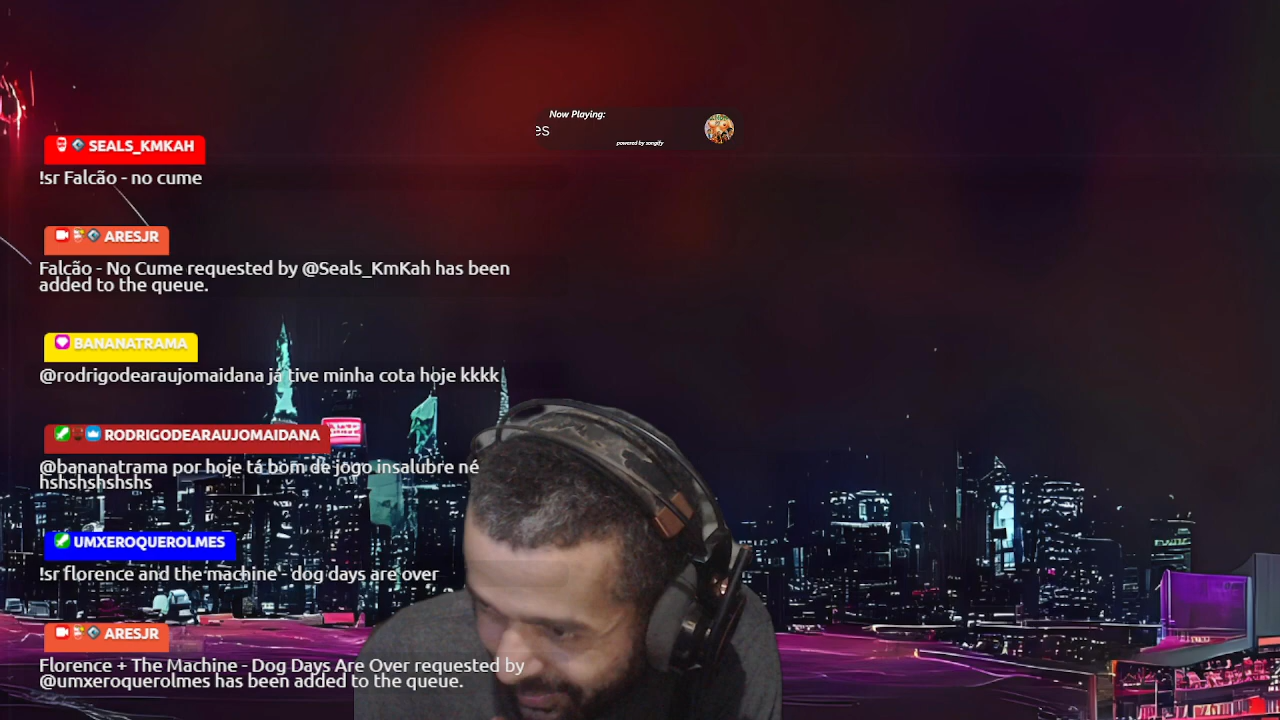 Now Playing:
es
powered by songify
SEALS_KMKAH
!sr Falcão - no cume
ARESJR
Falcão - No Cume requested by @Seals_KmKah has been
added to the queue.
BANANATRAMA
@rodrigodearaujomaidana já tive minha cota hoje kkkk
RODRIGODEARAUJOMAIDANA
@bananatrama por hoje tá bom de jogo insalubre né
hshshshshshs
UMXEROQUEROLMES
!sr florence and the machine - dog days are over
ARESJR
Florence + The Machine - Dog Days Are Over requested by
@umxeroquerolmes has been added to the queue.